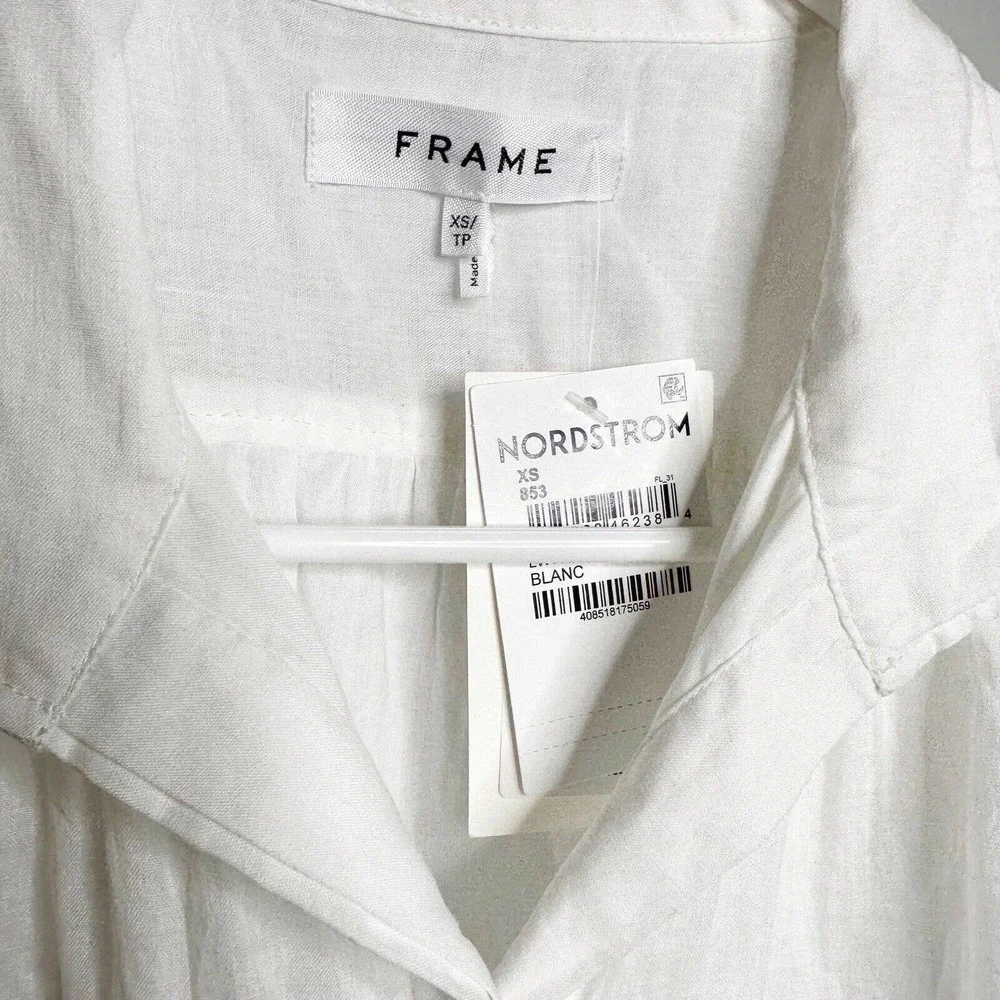 FRAME
XS/
TP
Made
NORDSTROM
XS
853
FL_31
46238 4
BLANC
408518175059